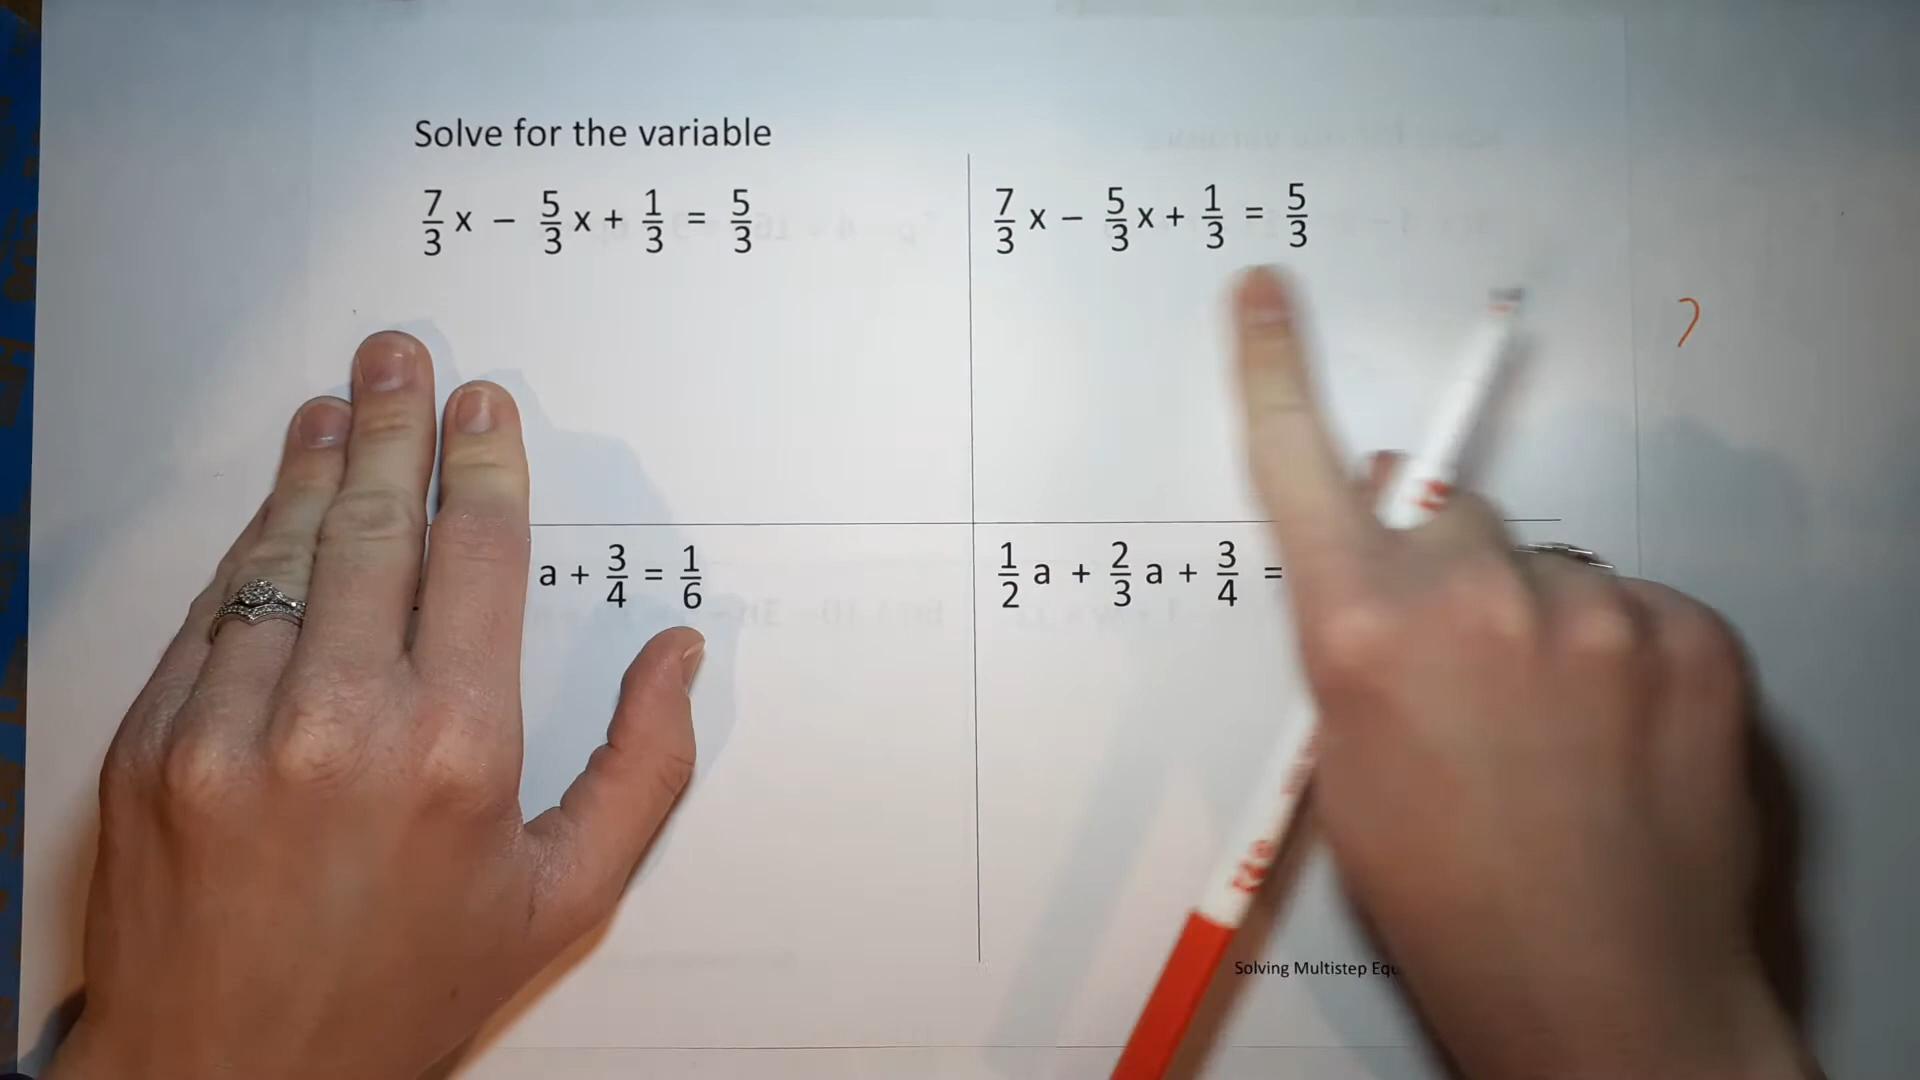 Solve for the variable
7/3 x − 5/3 x + 1/3 = 5/3
7/3 x − 5/3 x + 1/3 = 5/3
a + 3/4 = 1/6
1/2 a + 2/3 a + 3/4 =
Solving Multistep